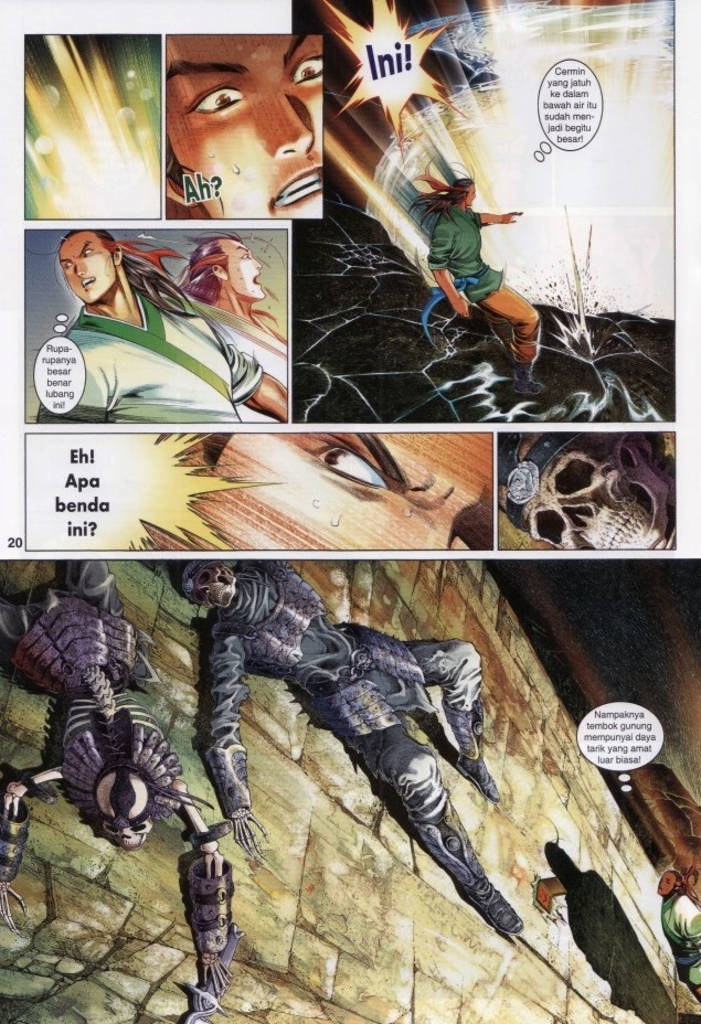 Ah?
Ini!
Cermin
yang jatuh
ke dalam
bawah air itu
sudah men-
jadi begitu
besar!
Rupa-
rupanya
besar
benar
lubang
ini!
Eh!
Apa
benda
ini?
20
Nampaknya
tembok gunung
mempunyai daya
tarik yang amat
luar biasa!